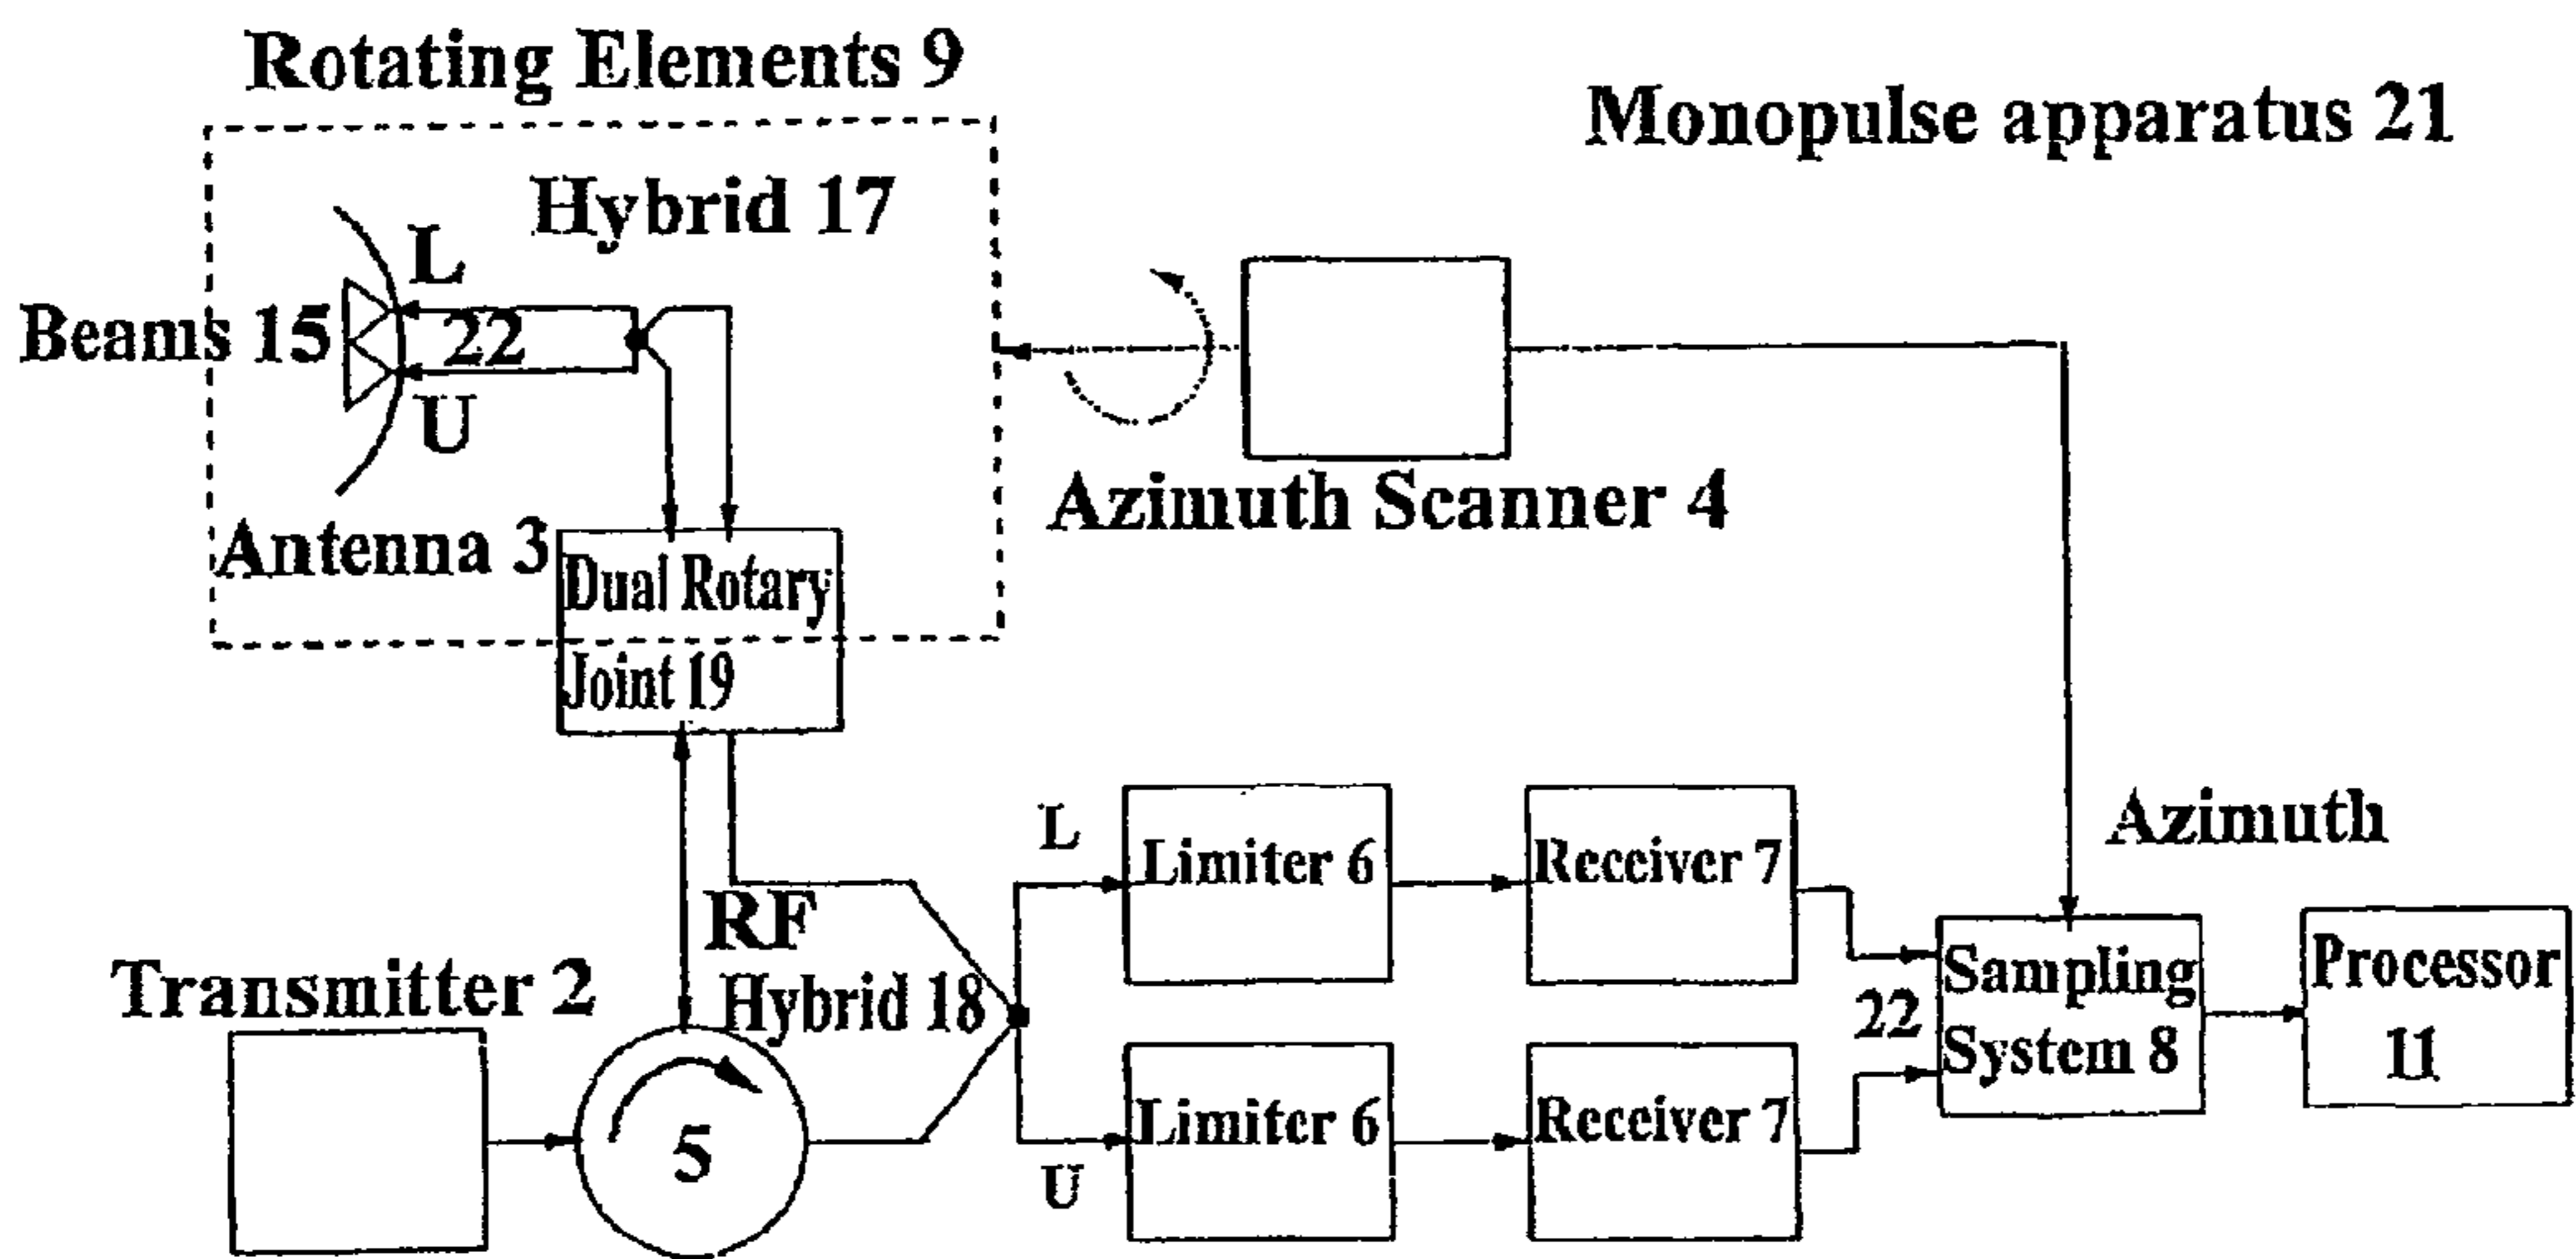 Rotating Elements 9
Monopulse apparatus 21
Hybrid 17
L
Beams 15
22
U
Antenna 3
Azimuth Scanner 4
Dual Rotary
Joint 19
L
Limiter 6
Receiver 7
Azimuth
RF
Hybrid 18
Transmitter 2
5
U
Limiter 6
Receiver 7
22
Sampling
System 8
Processor
11